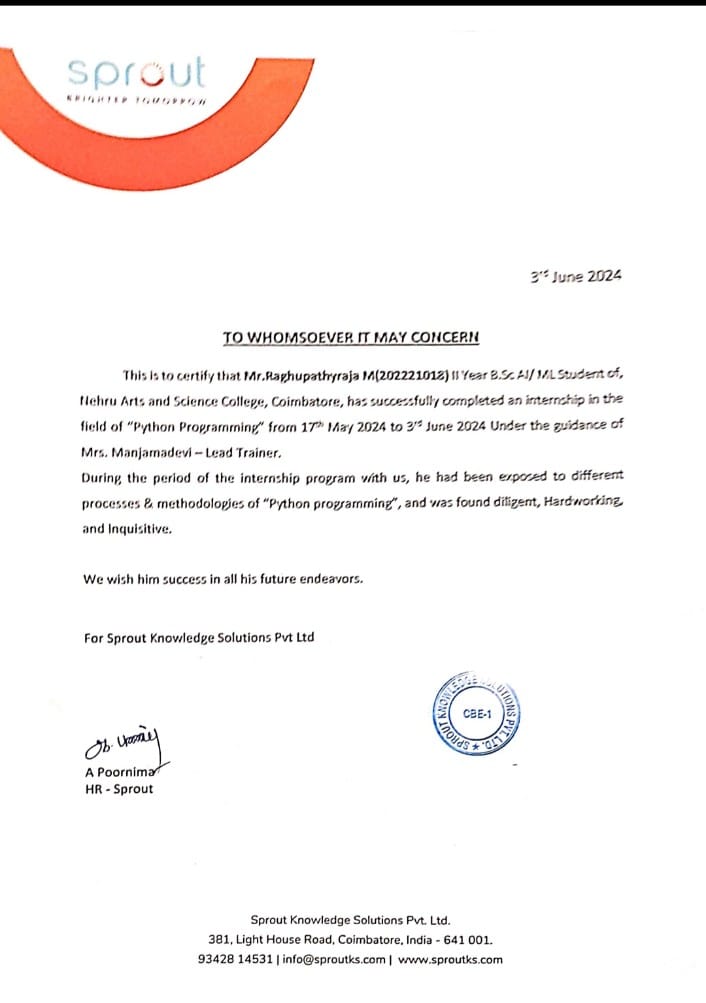 sprout
BRIGHTER TOMORROW
3rd June 2024
TO WHOMSOEVER IT MAY CONCERN
This is to certify that Mr.Raghupathyraja M(202221018) II Year B.Sc AI/ ML Student of,
Nehru Arts and Science College, Coimbatore, has successfully completed an internship in the
field of "Python Programming" from 17th May 2024 to 3rd June 2024 Under the guidance of
Mrs. Manjamadevi – Lead Trainer.
During the period of the internship program with us, he had been exposed to different
processes & methodologies of "Python programming", and was found diligent, Hardworking,
and Inquisitive.
We wish him success in all his future endeavors.
For Sprout Knowledge Solutions Pvt Ltd
SPROUT KNOWLEDGE SOLUTIONS PVT. LTD. ★
CBE-1
A Poornima
HR - Sprout
Sprout Knowledge Solutions Pvt. Ltd.
381, Light House Road, Coimbatore, India - 641 001.
93428 14531 | info@sproutks.com | www.sproutks.com